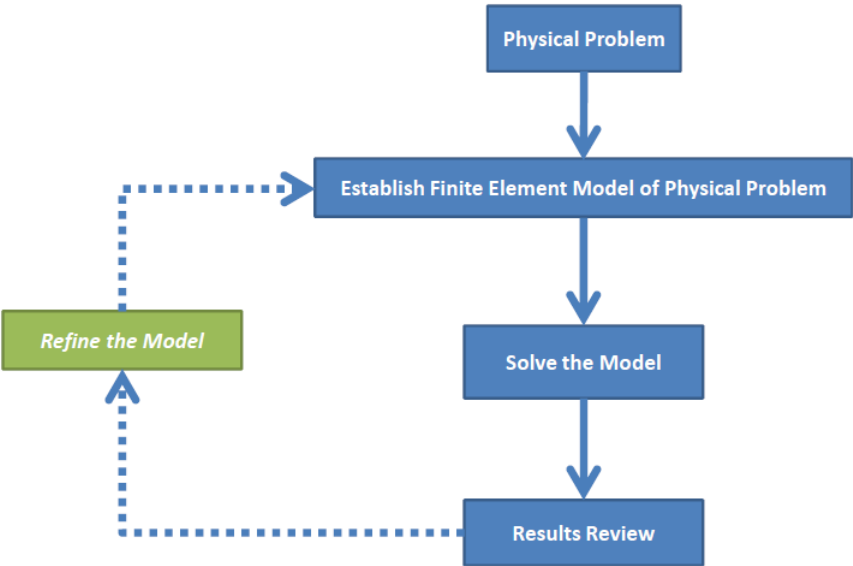 Physical Problem
Establish Finite Element Model of Physical Problem
Refine the Model
Solve the Model
Results Review